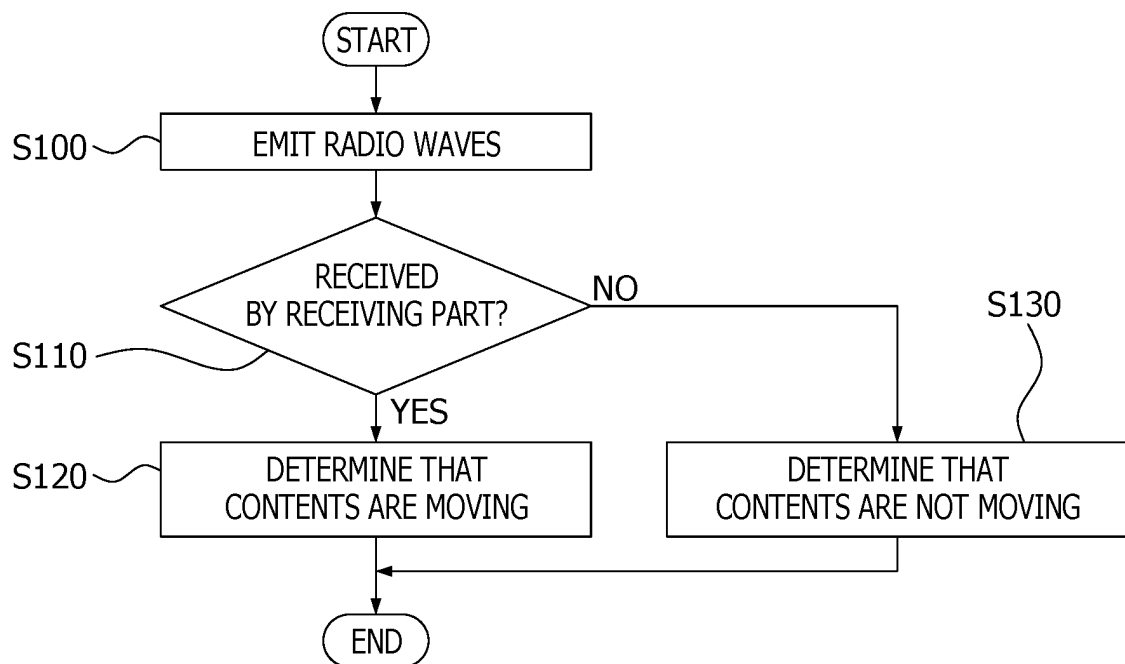 START
S100
EMIT RADIO WAVES
RECEIVED
BY RECEIVING PART?
NO
S110
S130
YES
S120
DETERMINE THAT
CONTENTS ARE MOVING
DETERMINE THAT
CONTENTS ARE NOT MOVING
END